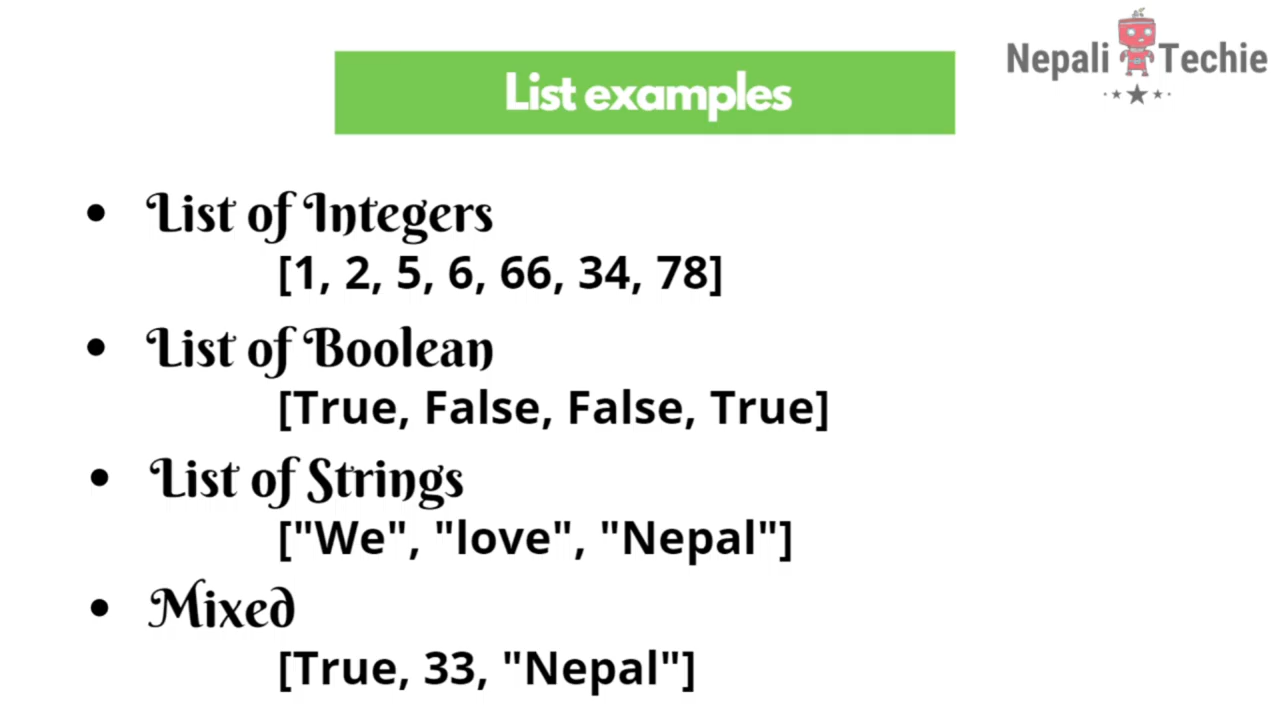 Nepali Techie
List examples
• List of Integers
[1, 2, 5, 6, 66, 34, 78]
• List of Boolean
[True, False, False, True]
• List of Strings
["We", "love", "Nepal"]
• Mixed
[True, 33, "Nepal"]